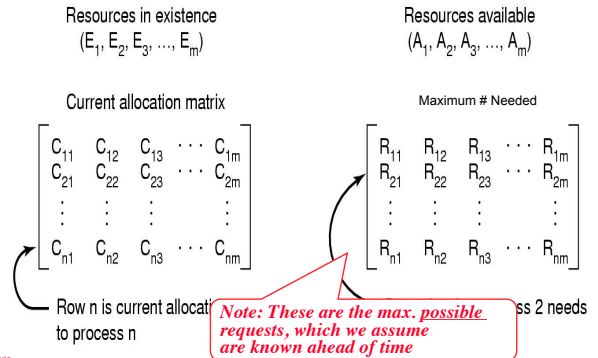 Resources in existence
(E1, E2, E3, ..., Em)
Resources available
(A1, A2, A3, ..., Am)
Current allocation matrix
Maximum # Needed
C11 C12 C13 ··· C1m
C21 C22 C23 ··· C2m
⋮ ⋮ ⋮ ⋮
Cn1 Cn2 Cn3 ··· Cnm
R11 R12 R13 ··· R1m
R21 R22 R23 ··· R2m
⋮ ⋮ ⋮ ⋮
Rn1 Rn2 Rn3 ··· Rnm
Row n is current allocati
to process n
ss 2 needs
Note: These are the max. possible
requests, which we assume
are known ahead of time